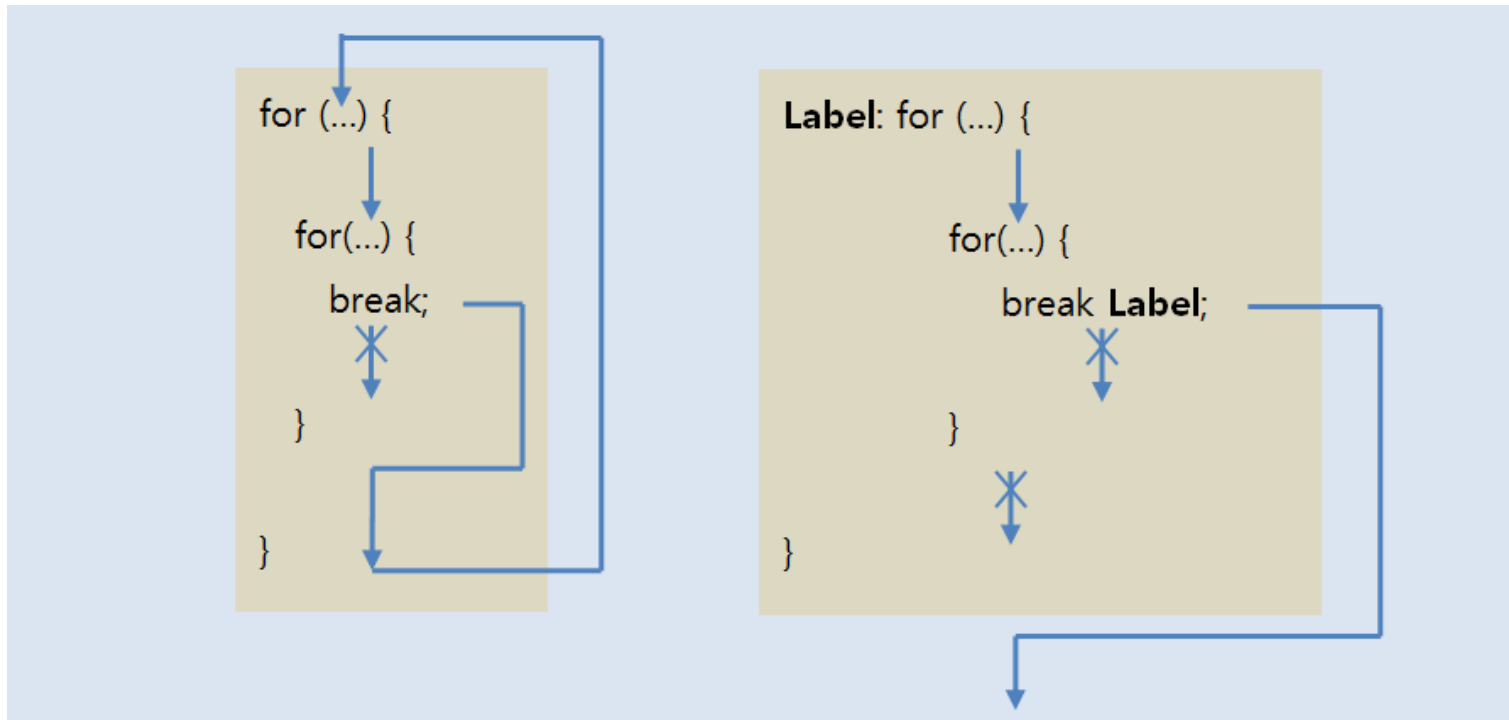 for (...) {
for(...) {
break;
}
}
Label: for (...) {
for(...) {
break Label;
}
}